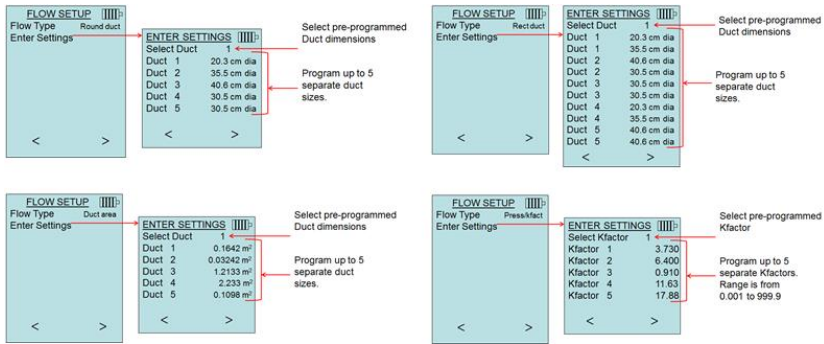 FLOW SETUP
Flow Type Round duct
Enter Settings
< >
ENTER SETTINGS
Select Duct 1
Duct 1 20.3 cm dia
Duct 2 35.5 cm dia
Duct 3 40.6 cm dia
Duct 4 30.5 cm dia
Duct 5 30.5 cm dia
< >
Select pre-programmed
Duct dimensions
Program up to 5
separate duct
sizes.
FLOW SETUP
Flow Type Rect duct
Enter Settings
< >
ENTER SETTINGS
Select Duct 1
Duct 1 20.3 cm dia
Duct 1 35.5 cm dia
Duct 2 40.6 cm dia
Duct 2 30.5 cm dia
Duct 3 30.5 cm dia
Duct 3 30.5 cm dia
Duct 4 20.3 cm dia
Duct 4 35.5 cm dia
Duct 5 40.6 cm dia
Duct 5 40.6 cm dia
< >
Select pre-programmed
Duct dimensions
Program up to 5
separate duct
sizes.
FLOW SETUP
Flow Type Duct area
Enter Settings
< >
ENTER SETTINGS
Select Duct 1
Duct 1 0.1642 m²
Duct 2 0.03242 m²
Duct 3 1.2133 m²
Duct 4 2.233 m²
Duct 5 0.1098 m²
< >
Select pre-programmed
Duct dimensions
Program up to 5
separate duct
sizes.
FLOW SETUP
Flow Type Press/kfact
Enter Settings
< >
ENTER SETTINGS
Select Kfactor 1
Kfactor 1 3.730
Kfactor 2 6.400
Kfactor 3 0.910
Kfactor 4 11.63
Kfactor 5 17.88
< >
Select pre-programmed
Kfactor
Program up to 5
separate Kfactors.
Range is from
0.001 to 999.9